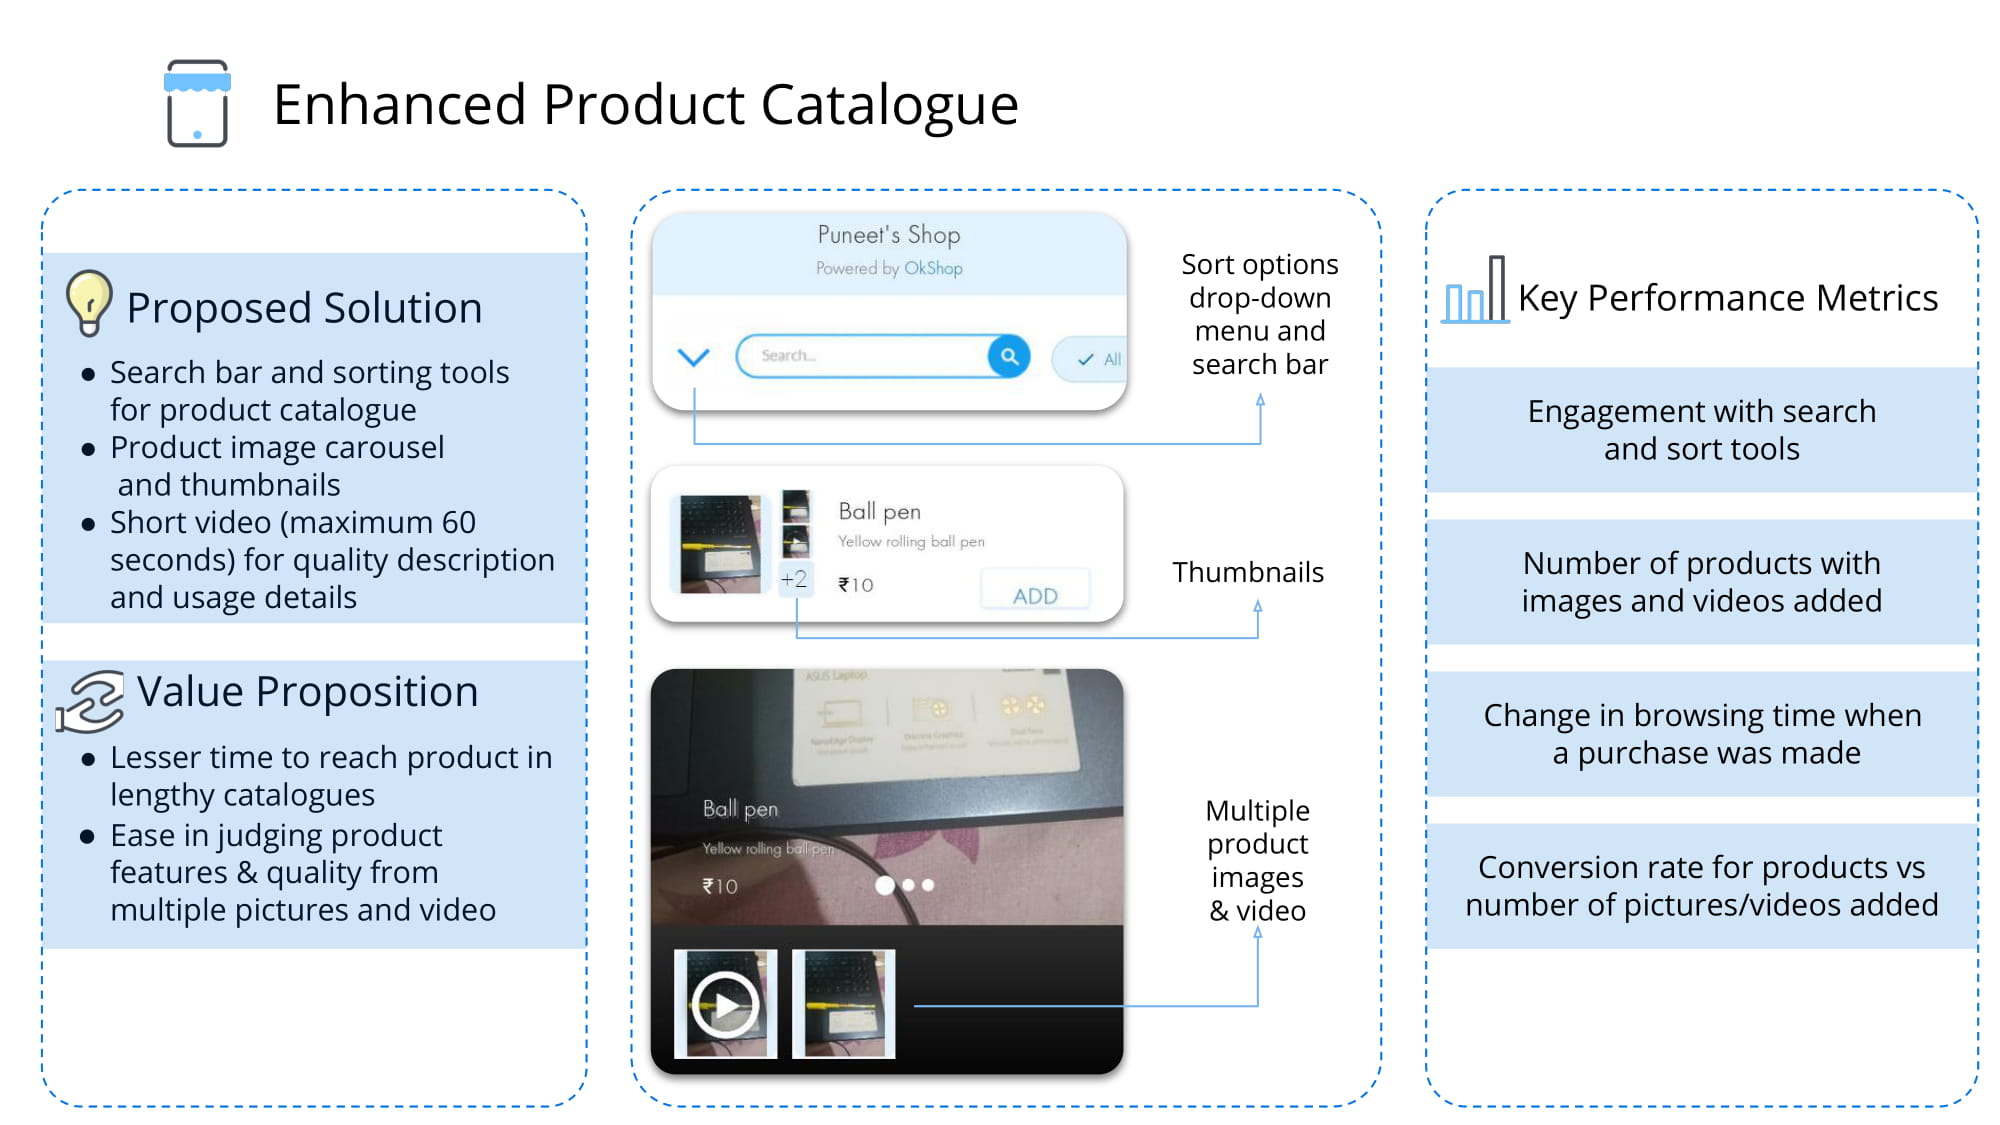 Enhanced Product Catalogue
Proposed Solution
● Search bar and sorting tools
for product catalogue
● Product image carousel
and thumbnails
● Short video (maximum 60
seconds) for quality description
and usage details
Value Proposition
● Lesser time to reach product in
lengthy catalogues
● Ease in judging product
features & quality from
multiple pictures and video
Puneet's Shop
Powered by OkShop
Search...
All
Sort options
drop-down
menu and
search bar
Ball pen
Yellow rolling ball pen
+2
₹10
ADD
Thumbnails
ASUS Laptop
NanoEdge Display
Discrete Graphics
Dual Fans
Ball pen
Yellow rolling ball pen
₹10
Multiple
product
images
& video
Key Performance Metrics
Engagement with search
and sort tools
Number of products with
images and videos added
Change in browsing time when
a purchase was made
Conversion rate for products vs
number of pictures/videos added